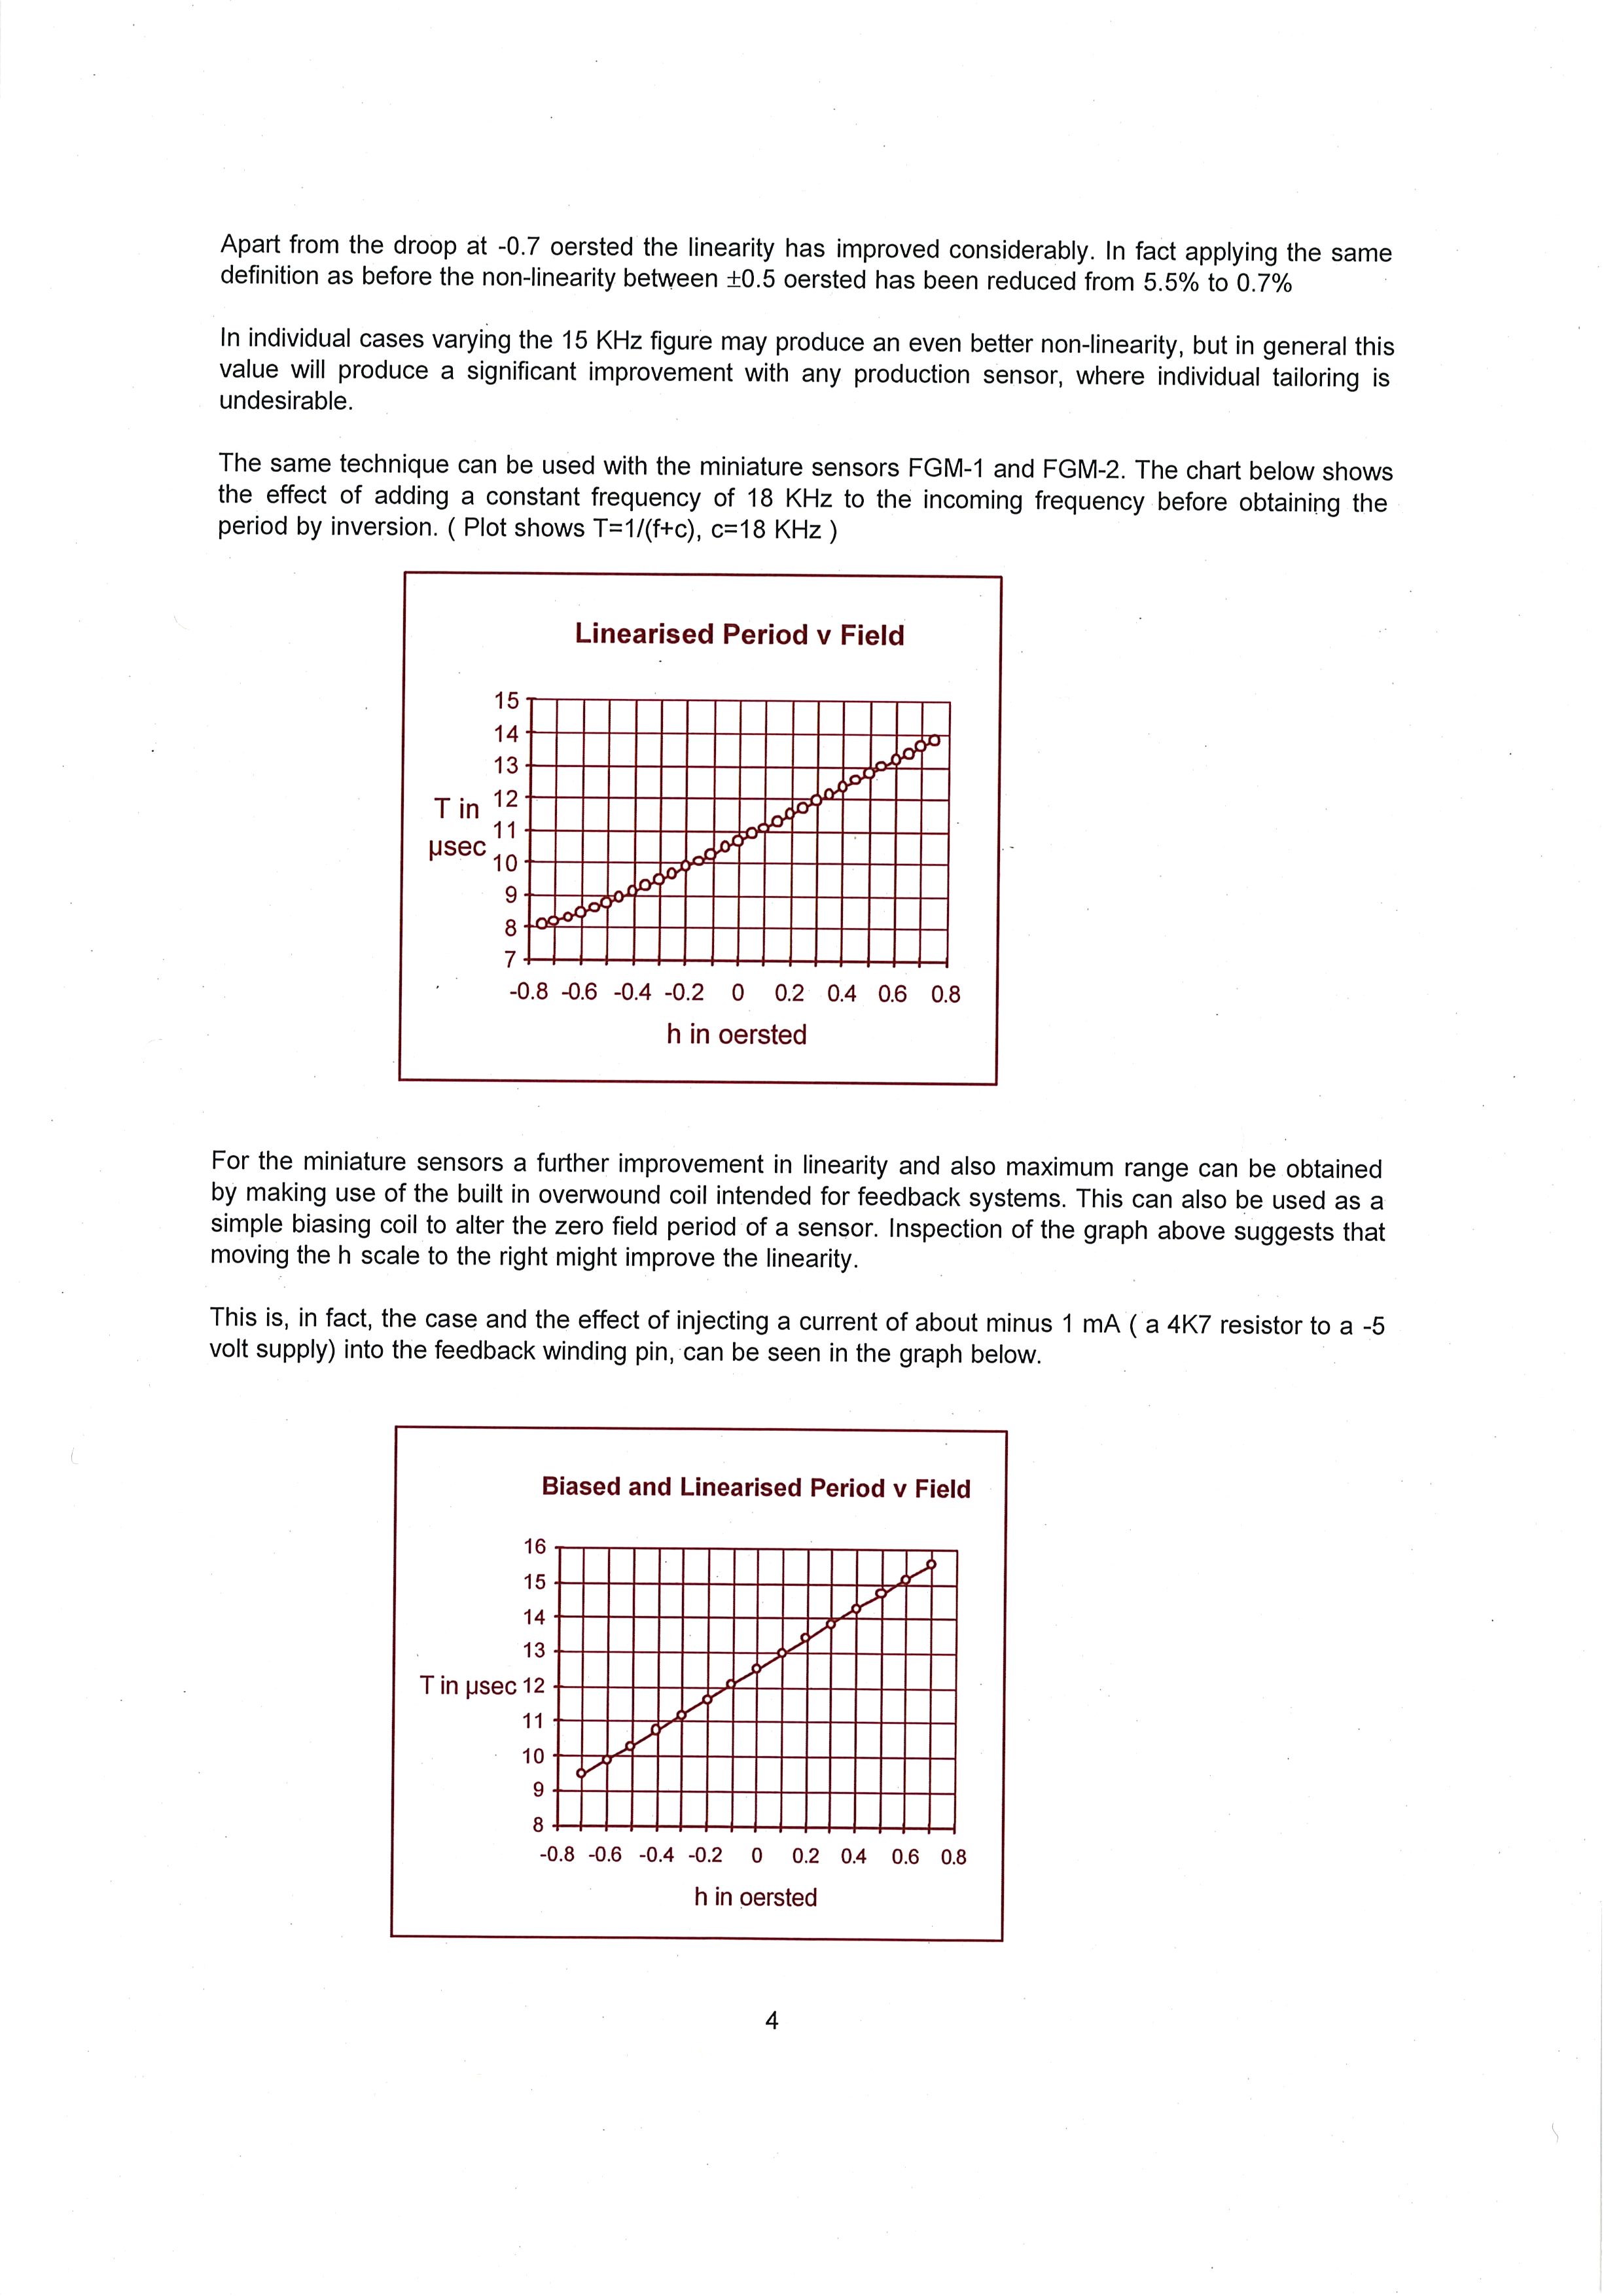 Apart from the droop at -0.7 oersted the linearity has improved considerably. In fact applying the same
definition as before the non-linearity between ±0.5 oersted has been reduced from 5.5% to 0.7%
In individual cases varying the 15 KHz figure may produce an even better non-linearity, but in general this
value will produce a significant improvement with any production sensor, where individual tailoring is
undesirable.
The same technique can be used with the miniature sensors FGM-1 and FGM-2. The chart below shows
the effect of adding a constant frequency of 18 KHz to the incoming frequency before obtaining the
period by inversion. ( Plot shows T=1/(f+c), c=18 KHz )
Linearised Period v Field
15
14
13
T in 12
11
µsec 10
9
8
7
-0.8 -0.6 -0.4 -0.2 0 0.2 0.4 0.6 0.8
h in oersted
For the miniature sensors a further improvement in linearity and also maximum range can be obtained
by making use of the built in overwound coil intended for feedback systems. This can also be used as a
simple biasing coil to alter the zero field period of a sensor. Inspection of the graph above suggests that
moving the h scale to the right might improve the linearity.
This is, in fact, the case and the effect of injecting a current of about minus 1 mA ( a 4K7 resistor to a -5
volt supply) into the feedback winding pin, can be seen in the graph below.
Biased and Linearised Period v Field
16
15
14
13
T in µsec 12
11
10
9
8
-0.8 -0.6 -0.4 -0.2 0 0.2 0.4 0.6 0.8
h in oersted
4